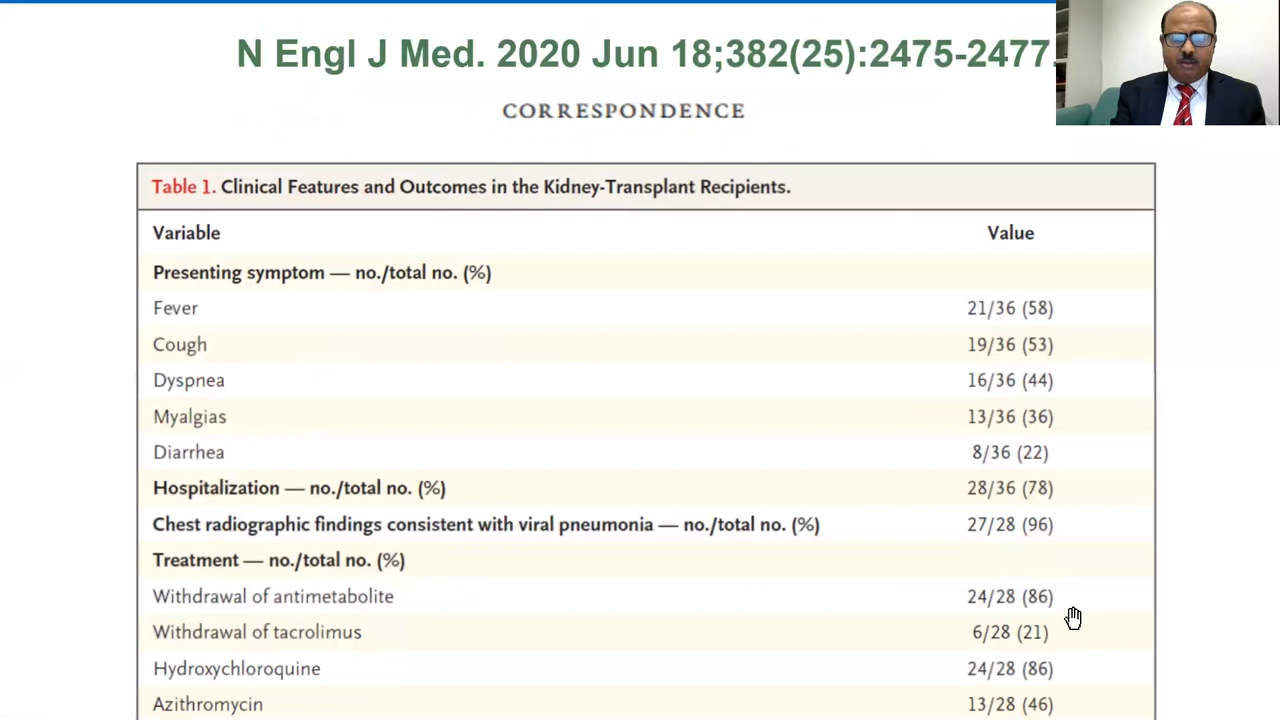 N Engl J Med. 2020 Jun 18;382(25):2475-2477.
CORRESPONDENCE
Table 1. Clinical Features and Outcomes in the Kidney-Transplant Recipients.
Variable Value
Presenting symptom — no./total no. (%)
Fever 21/36 (58)
Cough 19/36 (53)
Dyspnea 16/36 (44)
Myalgias 13/36 (36)
Diarrhea 8/36 (22)
Hospitalization — no./total no. (%) 28/36 (78)
Chest radiographic findings consistent with viral pneumonia — no./total no. (%) 27/28 (96)
Treatment — no./total no. (%)
Withdrawal of antimetabolite 24/28 (86)
Withdrawal of tacrolimus 6/28 (21)
Hydroxychloroquine 24/28 (86)
Azithromycin 13/28 (46)